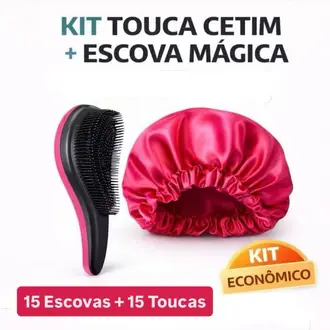 KIT TOUCA CETIM
+ ESCOVA MÁGICA
KIT
ECONÔMICO
15 Escovas + 15 Toucas